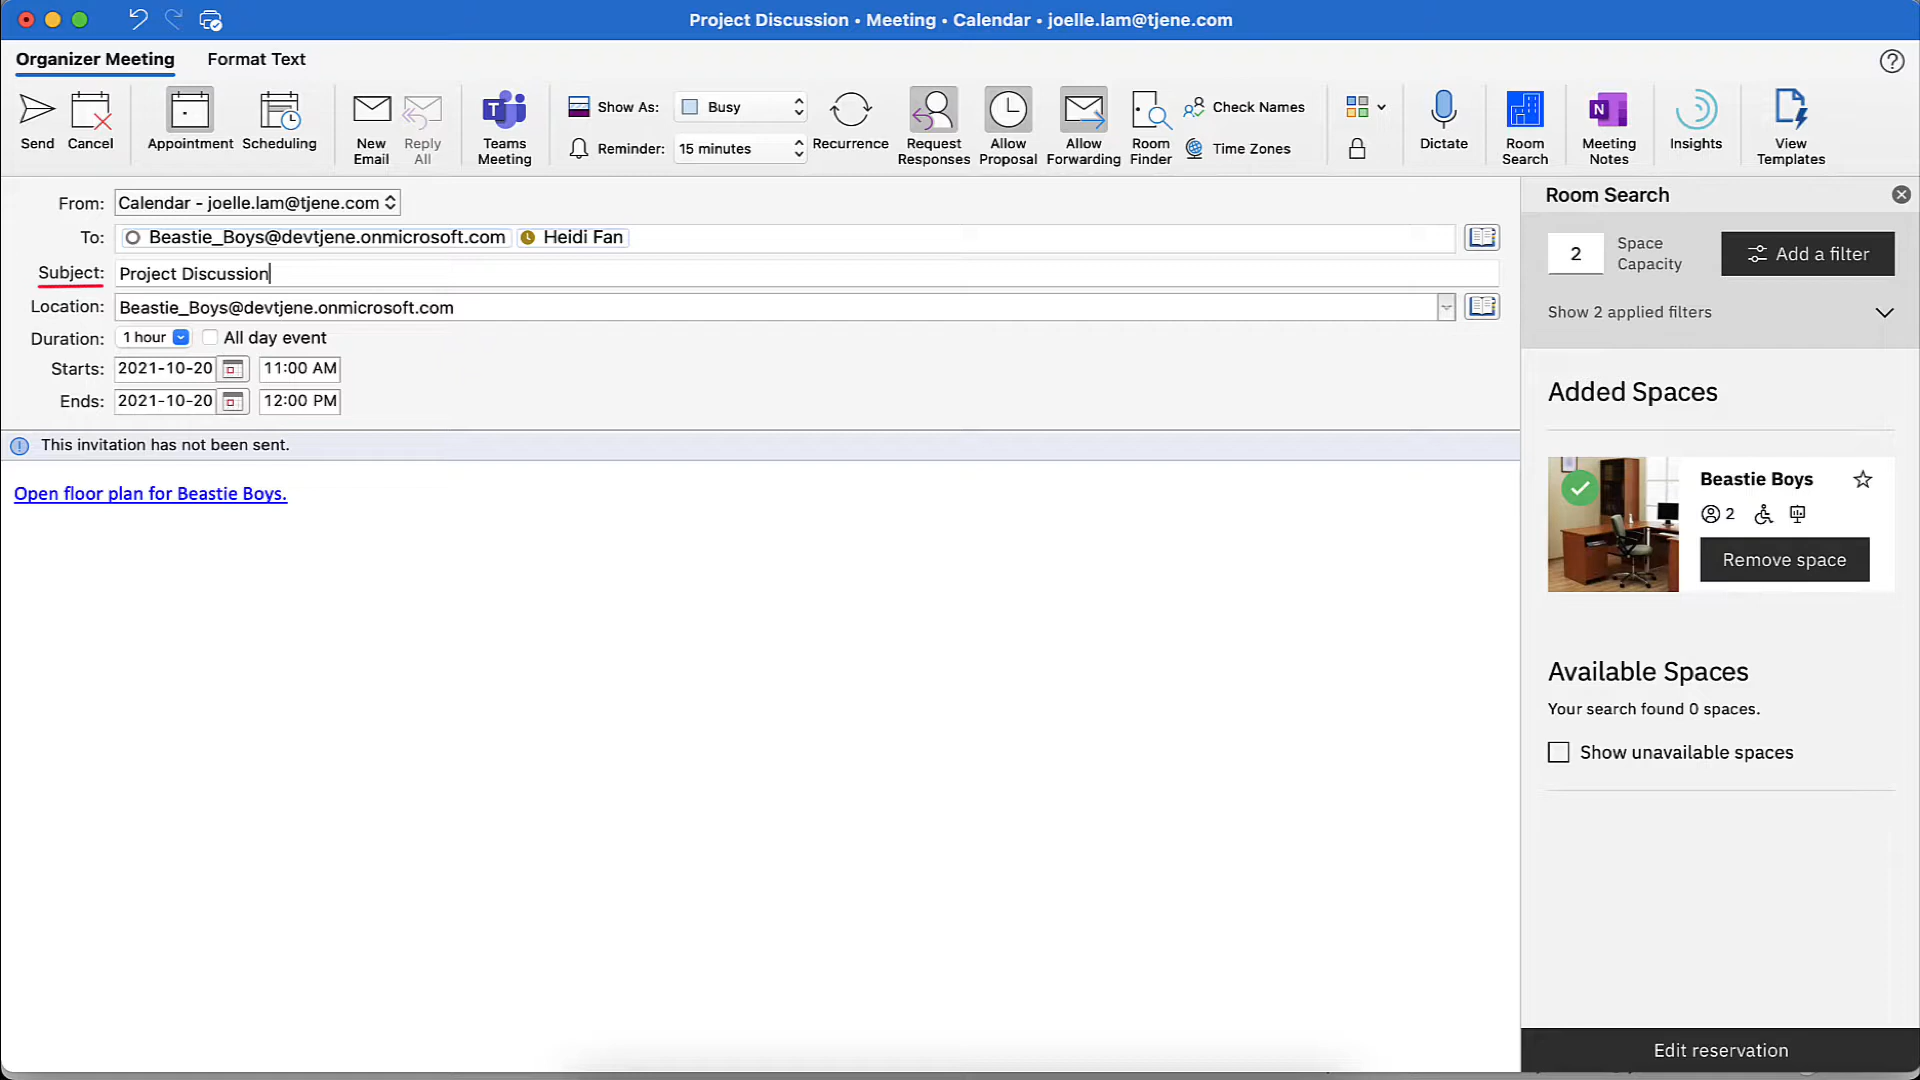 Project Discussion • Meeting • Calendar • joelle.lam@tjene.com
Organizer Meeting
Format Text
Send
Cancel
Appointment
Scheduling
New Email
Reply All
Teams Meeting
Show As:
Busy
Reminder:
15 minutes
Recurrence
Request Responses
Allow Proposal
Allow Forwarding
Room Finder
Check Names
Time Zones
Dictate
Room Search
Meeting Notes
Insights
View Templates
From: Calendar - joelle.lam@tjene.com
To: Beastie_Boys@devtjene.onmicrosoft.com Heidi Fan
Subject: Project Discussion
Location: Beastie_Boys@devtjene.onmicrosoft.com
Duration: 1 hour All day event
Starts: 2021-10-20 11:00 AM
Ends: 2021-10-20 12:00 PM
This invitation has not been sent.
Open floor plan for Beastie Boys.
Room Search
2 Space Capacity
Add a filter
Show 2 applied filters
Added Spaces
Beastie Boys
2
Remove space
Available Spaces
Your search found 0 spaces.
Show unavailable spaces
Edit reservation